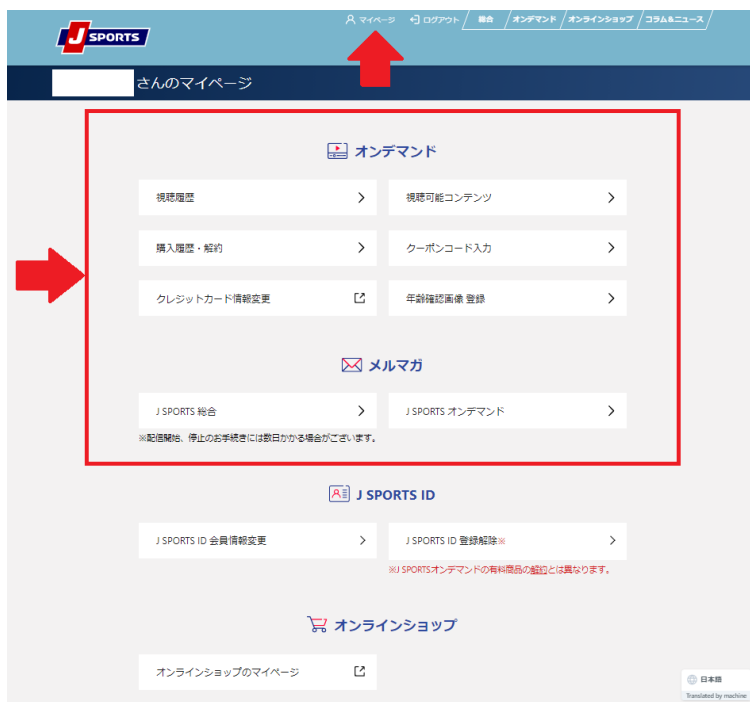 J SPORTS
マイページ ログアウト 総合 オンデマンド オンラインショップ コラム&ニュース
さんのマイページ
オンデマンド
視聴履歴 視聴可能コンテンツ
購入履歴・解約 クーポンコード入力
クレジットカード情報変更 年齢確認画像 登録
メルマガ
J SPORTS 総合 J SPORTS オンデマンド
※配信開始、停止のお手続きには数日かかる場合がございます。
J SPORTS ID
J SPORTS ID 会員情報変更 J SPORTS ID 登録解除※
※J SPORTSオンデマンドの有料商品の解約とは異なります。
オンラインショップ
オンラインショップのマイページ
日本語
Translated by machine